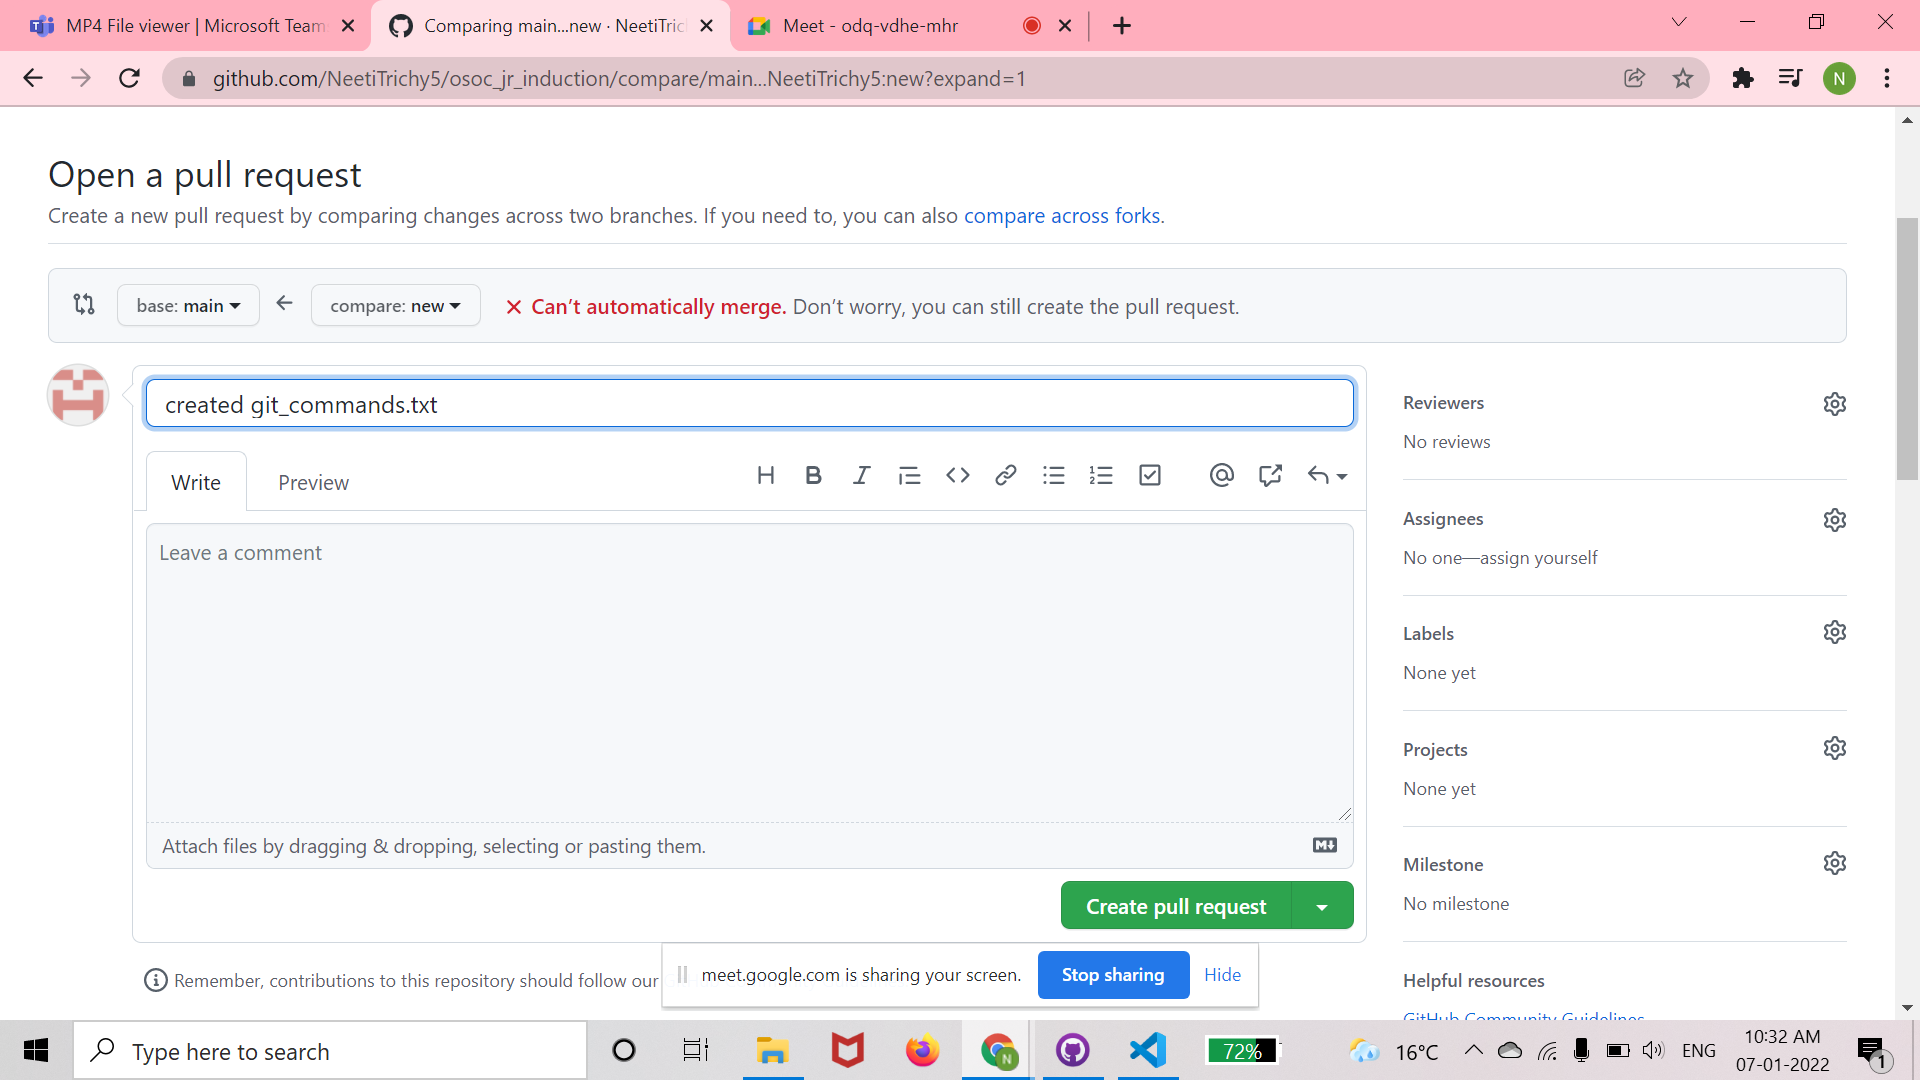 MP4 File viewer | Microsoft Team
Comparing main...new · NeetiTric
Meet - odq-vdhe-mhr
github.com/NeetiTrichy5/osoc_jr_induction/compare/main...NeetiTrichy5:new?expand=1
N
Open a pull request
Create a new pull request by comparing changes across two branches. If you need to, you can also compare across forks.
base: main
compare: new
Can’t automatically merge. Don’t worry, you can still create the pull request.
created git_commands.txt
Write
Preview
Leave a comment
Attach files by dragging & dropping, selecting or pasting them.
Create pull request
Reviewers
No reviews
Assignees
No one—assign yourself
Labels
None yet
Projects
None yet
Milestone
No milestone
Helpful resources
GitHub Community Guidelines
Remember, contributions to this repository should follow our
meet.google.com is sharing your screen.
Stop sharing
Hide
Type here to search
N
72%
16°C
ENG
10:32 AM
07-01-2022
1